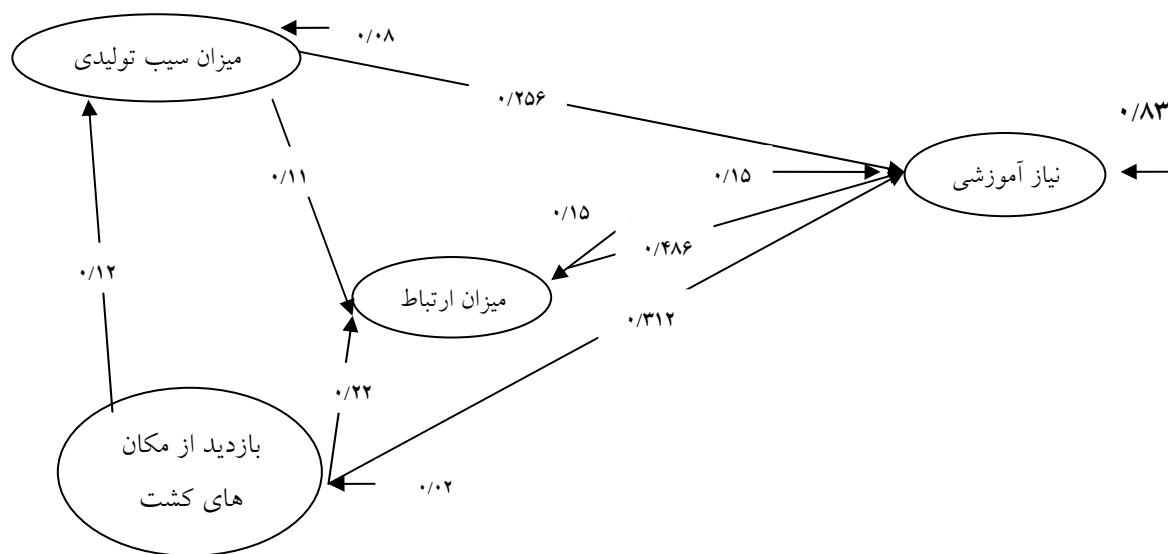 ۰/۰۸
میزان سیب تولیدی
۰/۲۵۶
۰/۸۳
نیاز آموزشی
۰/۱۵
۰/۱۱
۰/۱۵
۰/۴۸۶
۰/۱۲
میزان ارتباط
۰/۳۱۲
۰/۲۲
بازدید از مکان
های کشت
۰/۰۲